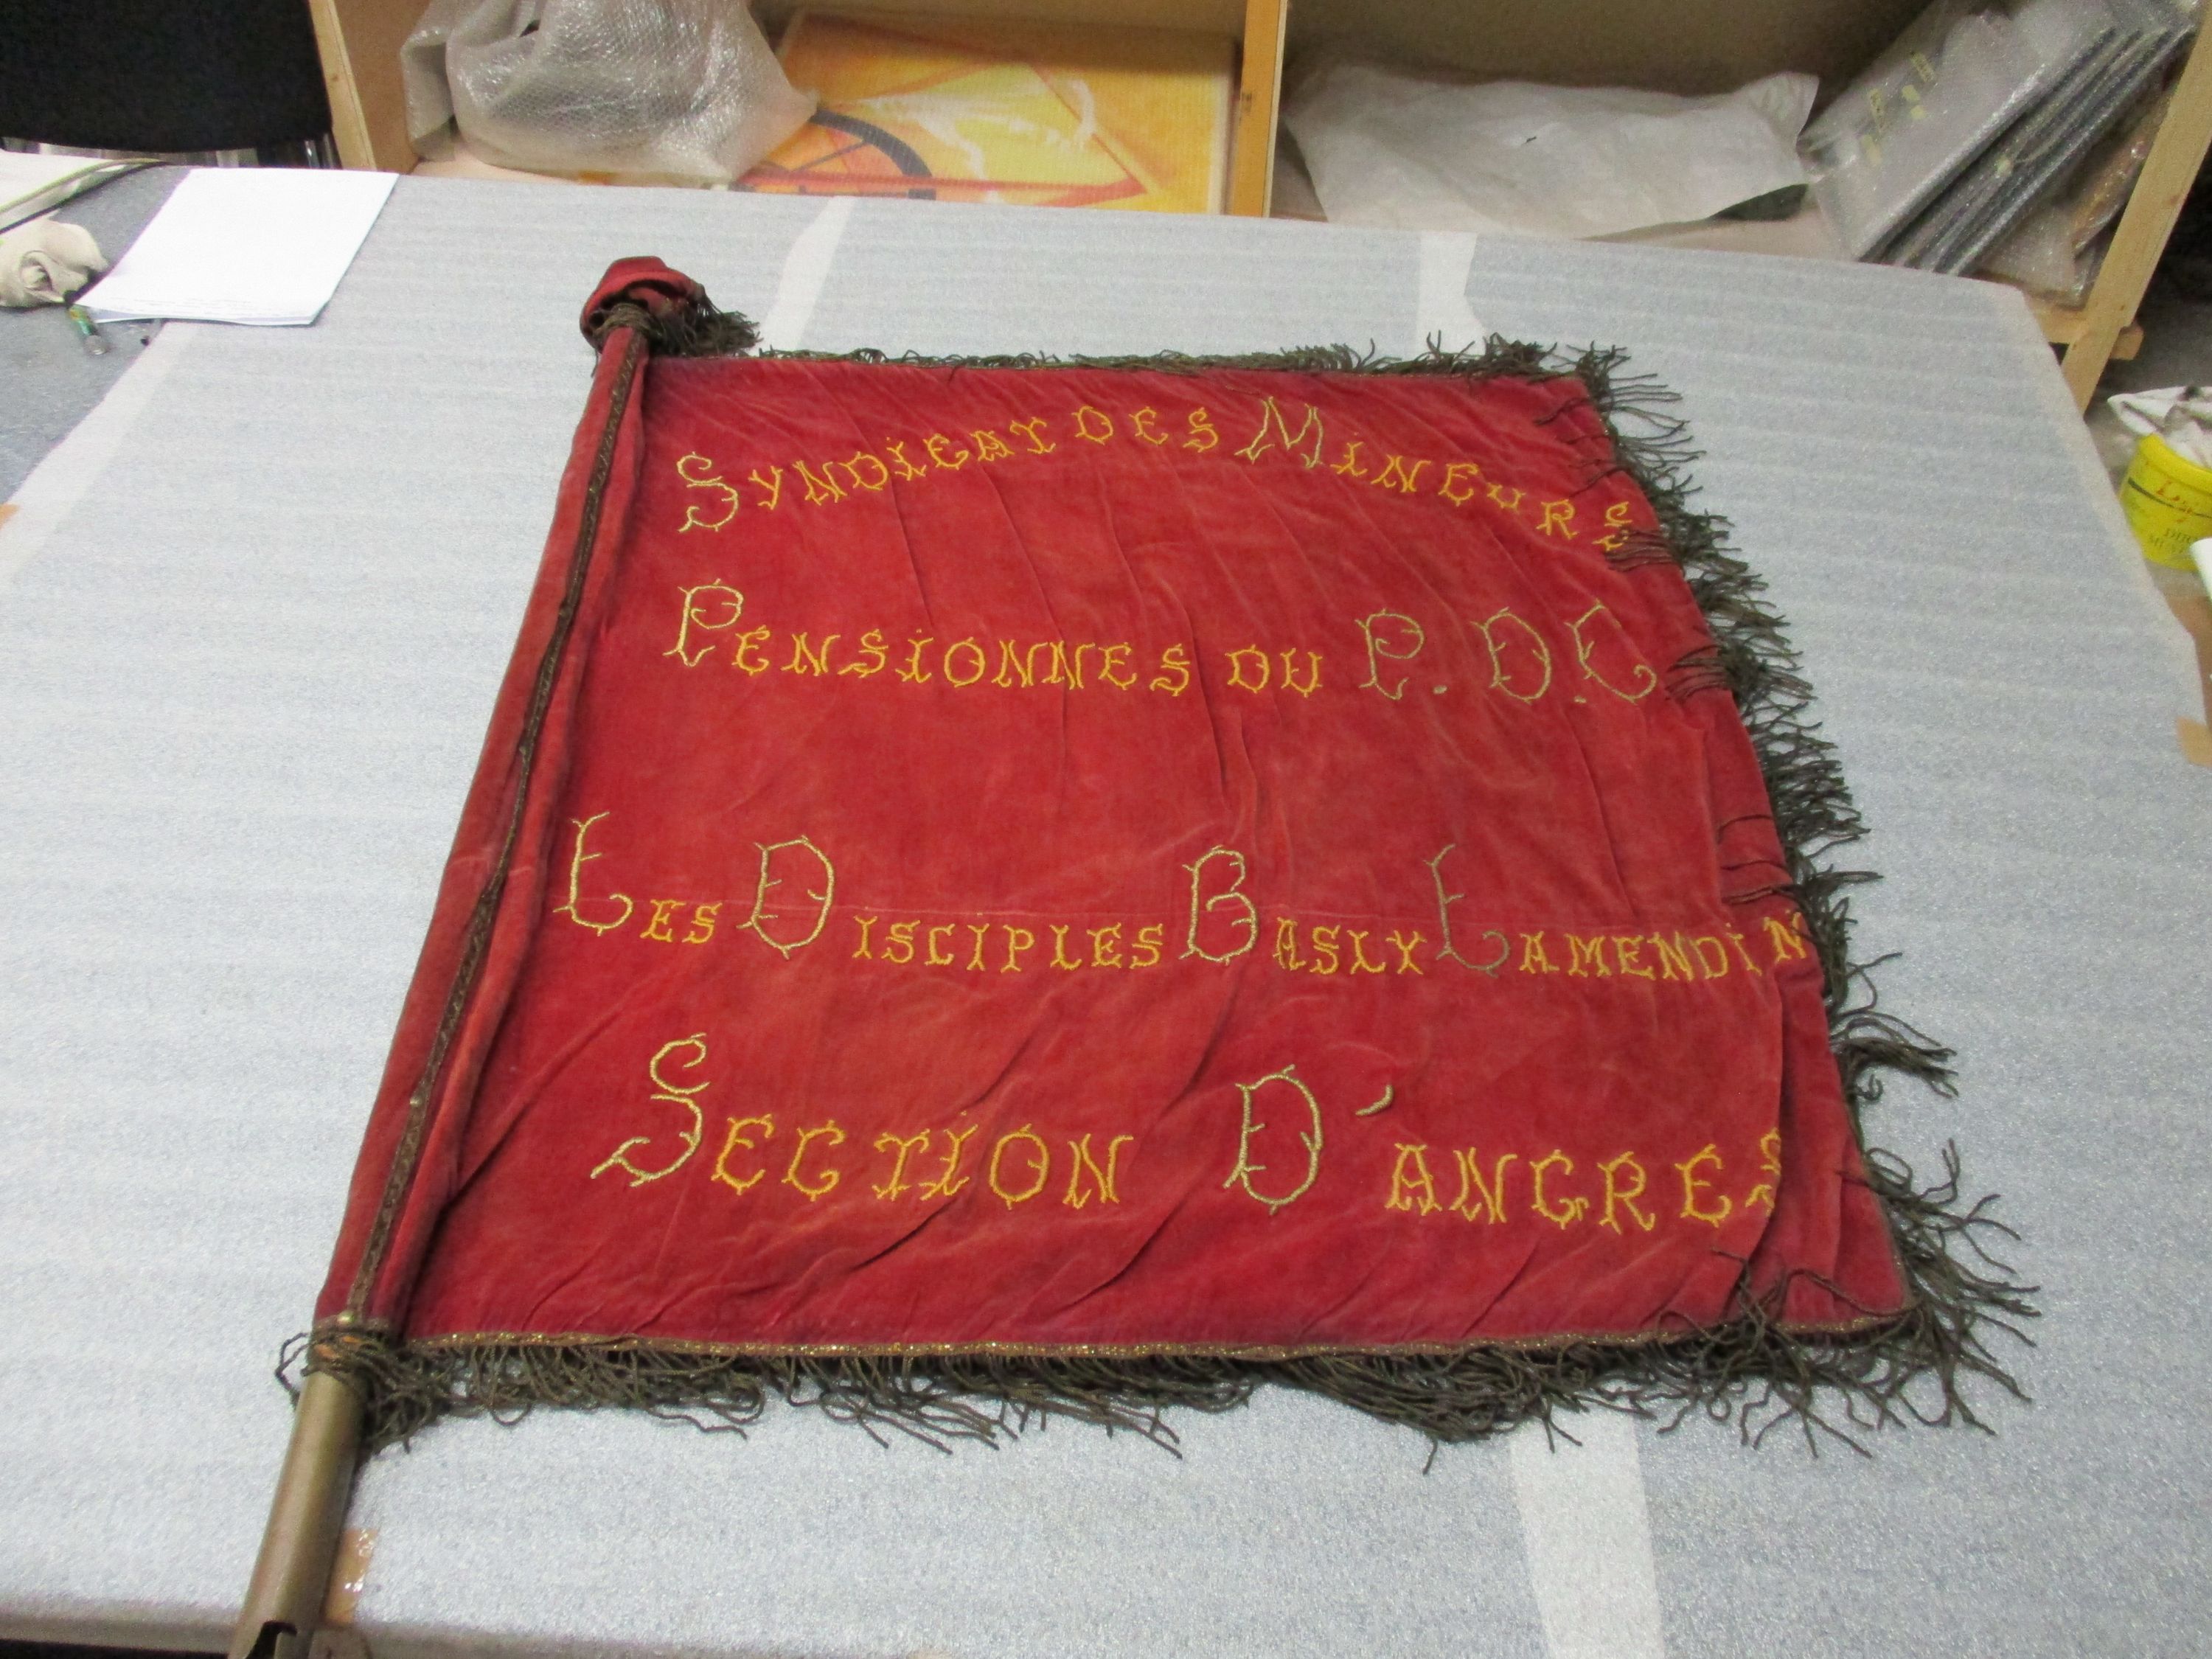 Syndicat des Mineurs
Pensionnes du P.D.C
Les Disciples Basly Lamendin
Section D'Angres